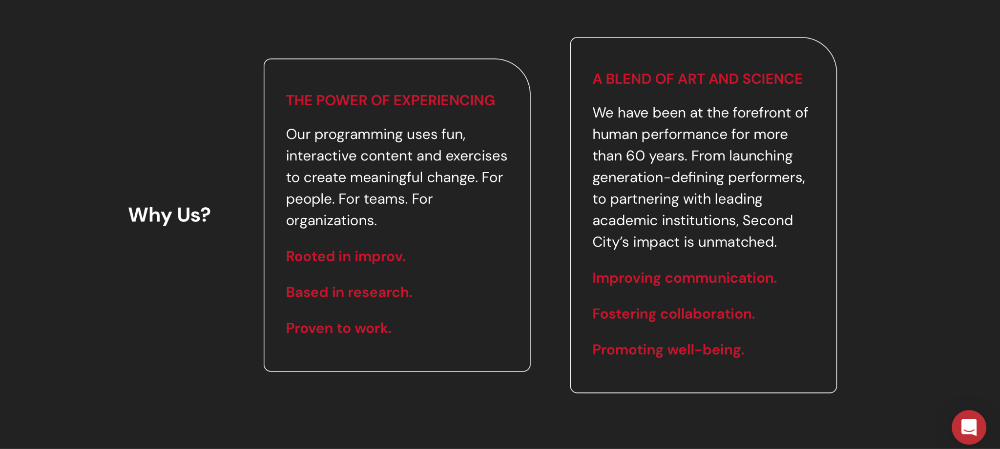 Why Us?
THE POWER OF EXPERIENCING
Our programming uses fun,
interactive content and exercises
to create meaningful change. For
people. For teams. For
organizations.
Rooted in improv.
Based in research.
Proven to work.
A BLEND OF ART AND SCIENCE
We have been at the forefront of
human performance for more
than 60 years. From launching
generation-defining performers,
to partnering with leading
academic institutions, Second
City’s impact is unmatched.
Improving communication.
Fostering collaboration.
Promoting well-being.